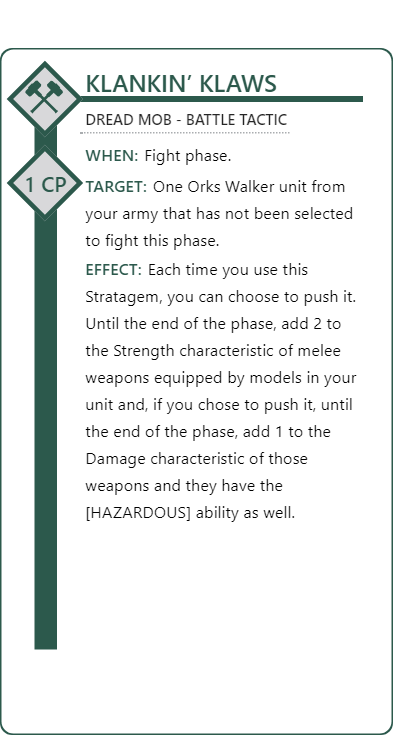 KLANKIN’ KLAWS
DREAD MOB - BATTLE TACTIC
WHEN: Fight phase.
1 CP
TARGET: One Orks Walker unit from
your army that has not been selected
to fight this phase.
EFFECT: Each time you use this
Stratagem, you can choose to push it.
Until the end of the phase, add 2 to
the Strength characteristic of melee
weapons equipped by models in your
unit and, if you chose to push it, until
the end of the phase, add 1 to the
Damage characteristic of those
weapons and they have the
[HAZARDOUS] ability as well.